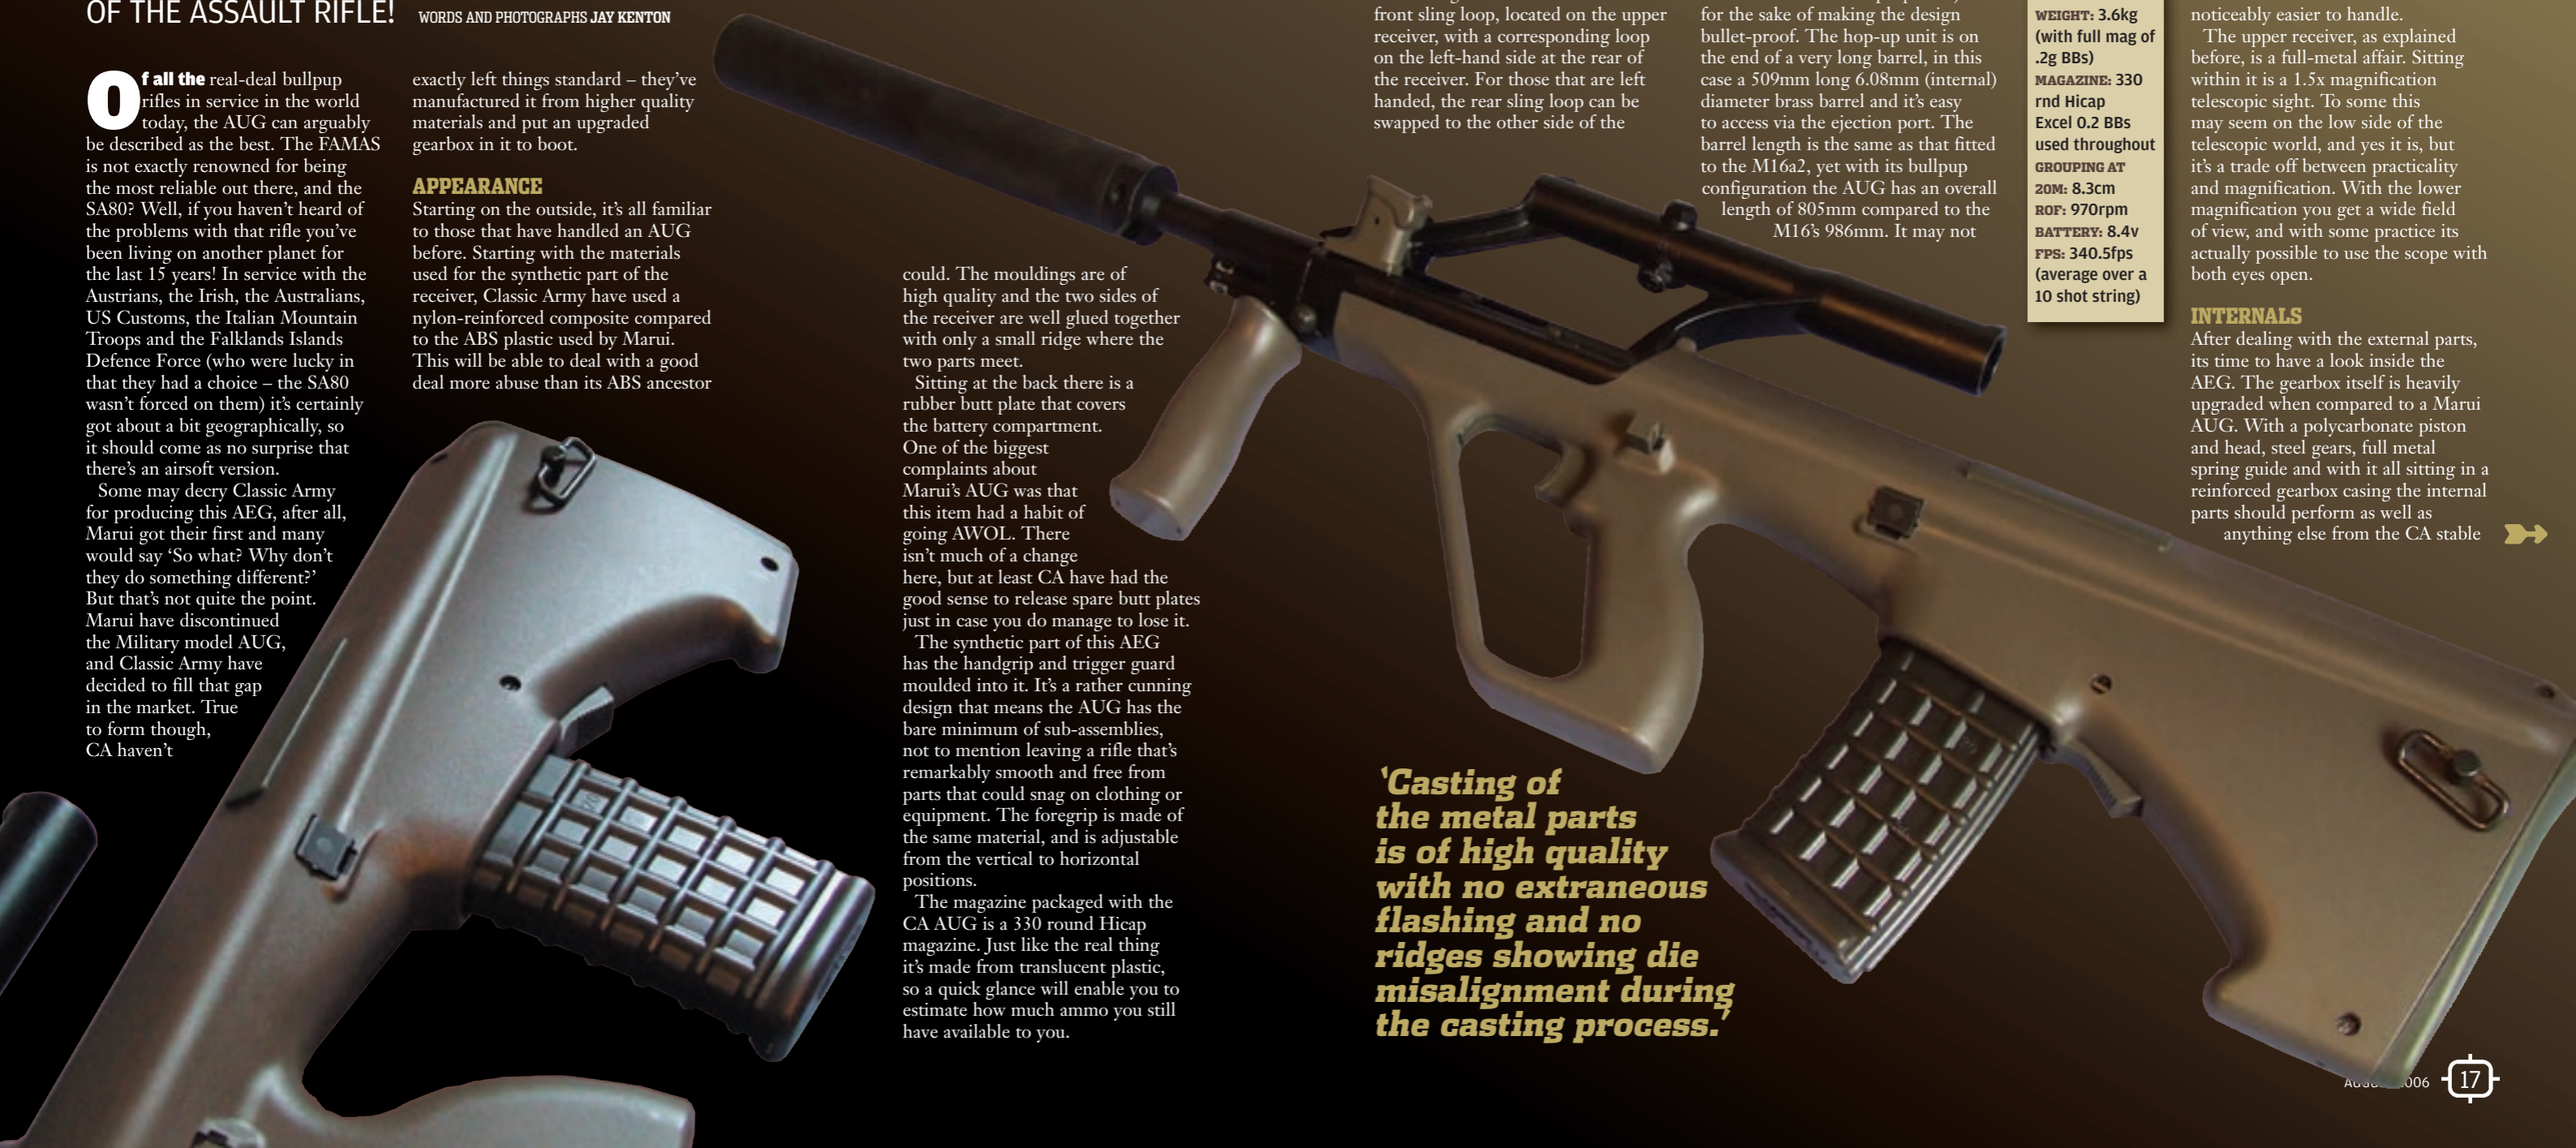 OF THE ASSAULT RIFLE!
WORDS AND PHOTOGRAPHS JAY KENTON
Of all the real-deal bullpup
rifles in service in the world
today, the AUG can arguably
be described as the best. The FAMAS
is not exactly renowned for being
the most reliable out there, and the
SA80? Well, if you haven't heard of
the problems with that rifle you've
been living on another planet for
the last 15 years! In service with the
Austrians, the Irish, the Australians,
US Customs, the Italian Mountain
Troops and the Falklands Islands
Defence Force (who were lucky in
that they had a choice – the SA80
wasn't forced on them) it's certainly
got about a bit geographically, so
it should come as no surprise that
there's an airsoft version.
Some may decry Classic Army
for producing this AEG, after all,
Marui got their first and many
would say 'So what? Why don't
they do something different?'
But that's not quite the point.
Marui have discontinued
the Military model AUG,
and Classic Army have
decided to fill that gap
in the market. True
to form though,
CA haven't
exactly left things standard – they've
manufactured it from higher quality
materials and put an upgraded
gearbox in it to boot.
APPEARANCE
Starting on the outside, it's all familiar
to those that have handled an AUG
before. Starting with the materials
used for the synthetic part of the
receiver, Classic Army have used a
nylon-reinforced composite compared
to the ABS plastic used by Marui.
This will be able to deal with a good
deal more abuse than its ABS ancestor
could. The mouldings are of
high quality and the two sides of
the receiver are well glued together
with only a small ridge where the
two parts meet.
Sitting at the back there is a
rubber butt plate that covers
the battery compartment.
One of the biggest
complaints about
Marui's AUG was that
this item had a habit of
going AWOL. There
isn't much of a change
here, but at least CA have had the
good sense to release spare butt plates
just in case you do manage to lose it.
The synthetic part of this AEG
has the handgrip and trigger guard
moulded into it. It's a rather cunning
design that means the AUG has the
bare minimum of sub-assemblies,
not to mention leaving a rifle that's
remarkably smooth and free from
parts that could snag on clothing or
equipment. The foregrip is made of
the same material, and is adjustable
from the vertical to horizontal
positions.
The magazine packaged with the
CA AUG is a 330 round Hicap
magazine. Just like the real thing
it's made from translucent plastic,
so a quick glance will enable you to
estimate how much ammo you still
have available to you.
front sling loop, located on the upper
receiver, with a corresponding loop
on the left-hand side at the rear of
the receiver. For those that are left
handed, the rear sling loop can be
swapped to the other side of the
'Casting of
the metal parts
is of high quality
with no extraneous
flashing and no
ridges showing die
misalignment during
the casting process.'
for the sake of making the design
bullet-proof. The hop-up unit is on
the end of a very long barrel, in this
case a 509mm long 6.08mm (internal)
diameter brass barrel and it's easy
to access via the ejection port. The
barrel length is the same as that fitted
to the M16a2, yet with its bullpup
configuration the AUG has an overall
length of 805mm compared to the
M16's 986mm. It may not
WEIGHT: 3.6kg
(with full mag of
.2g BBs)
MAGAZINE: 330
rnd Hicap
Excel 0.2 BBs
used throughout
GROUPING AT
20M: 8.3cm
ROF: 970rpm
BATTERY: 8.4v
FPS: 340.5fps
(average over a
10 shot string)
noticeably easier to handle.
The upper receiver, as explained
before, is a full-metal affair. Sitting
within it is a 1.5x magnification
telescopic sight. To some this
may seem on the low side of the
telescopic world, and yes it is, but
it's a trade off between practicality
and magnification. With the lower
magnification you get a wide field
of view, and with some practice its
actually possible to use the scope with
both eyes open.
INTERNALS
After dealing with the external parts,
its time to have a look inside the
AEG. The gearbox itself is heavily
upgraded when compared to a Marui
AUG. With a polycarbonate piston
and head, steel gears, full metal
spring guide and with it all sitting in a
reinforced gearbox casing the internal
parts should perform as well as
anything else from the CA stable
17